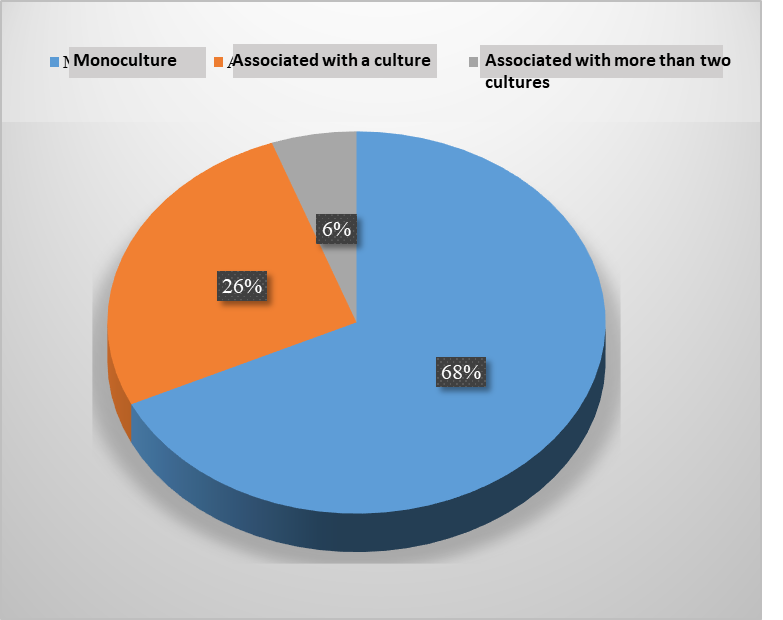 Monoculture
Associated with a culture
Associated with more than two
cultures
6%
26%
68%